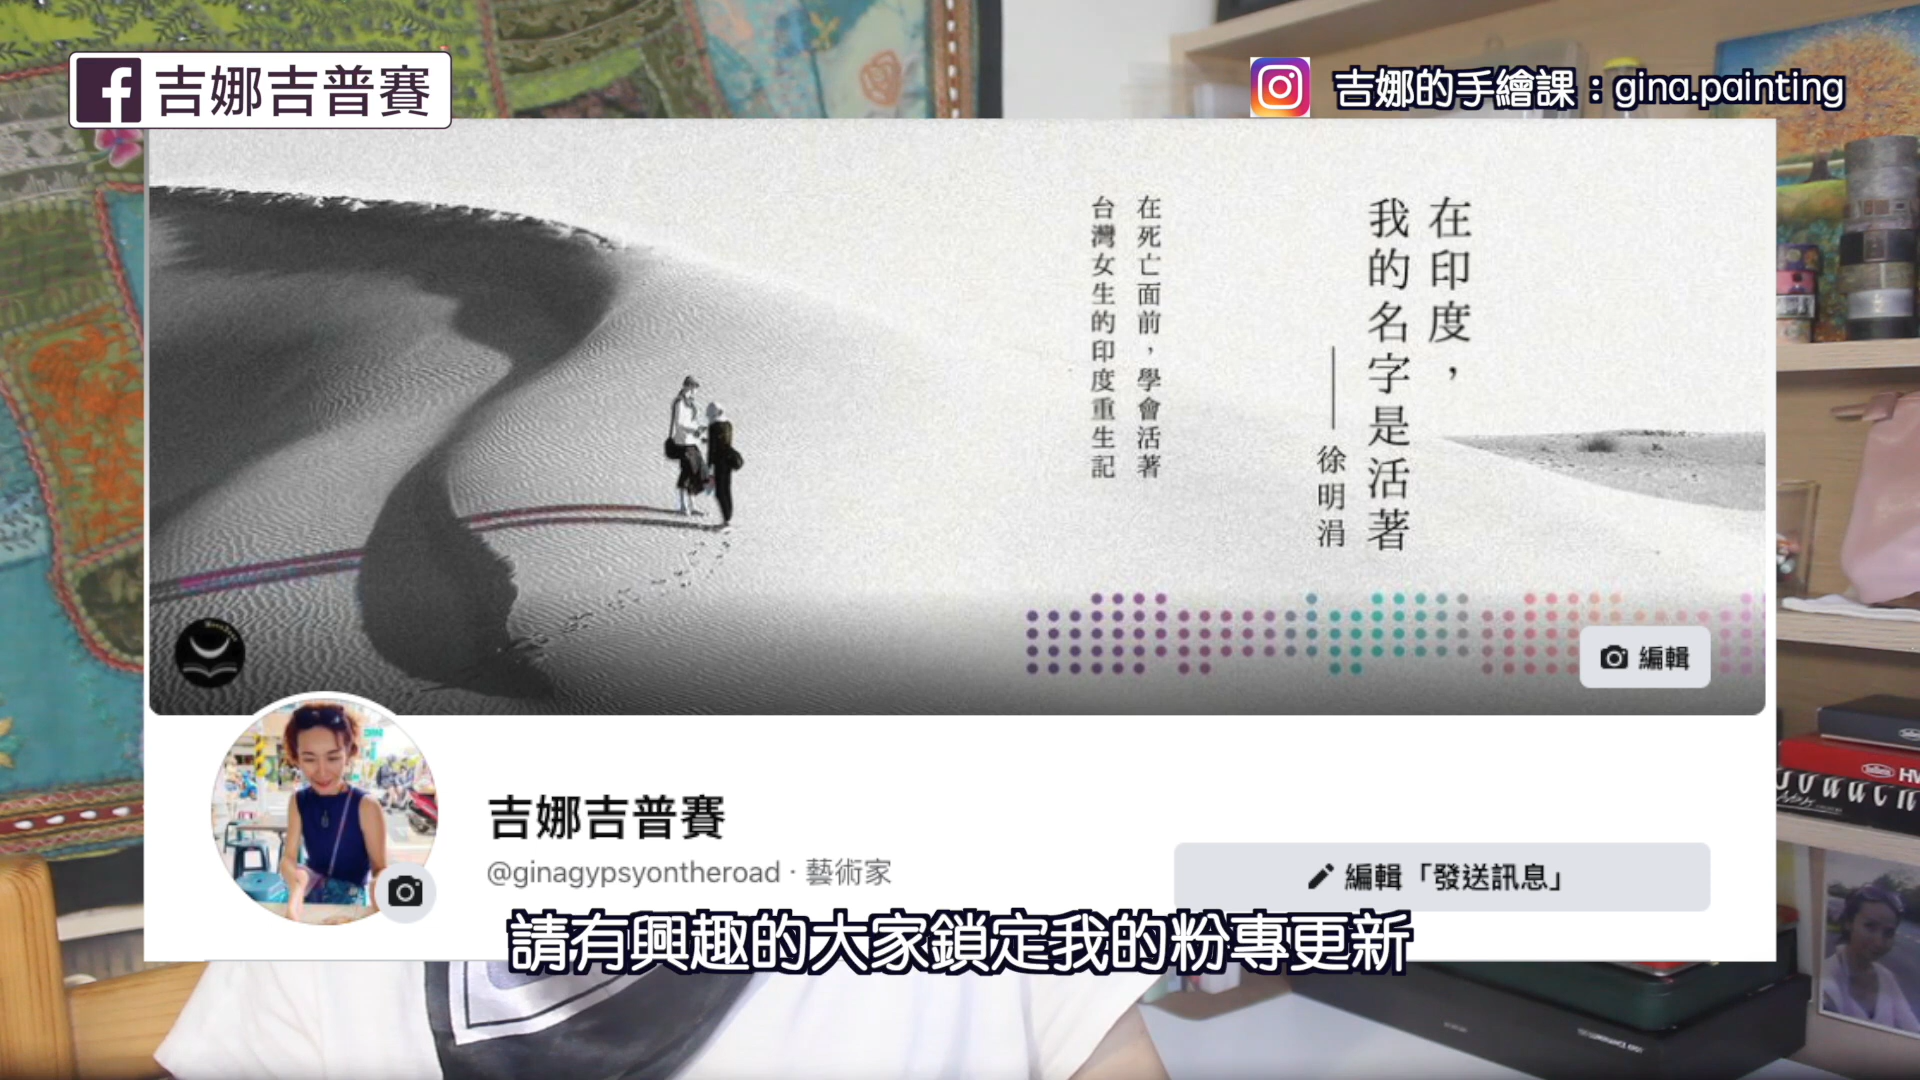 吉娜吉普賽
吉娜的手繪課：gina.painting
在印度，
我的名字是活著
——徐明涓
在死亡面前，學會活著
台灣女生的印度重生記
編輯
吉娜吉普賽
@ginagypsyontheroad · 藝術家
編輯「發送訊息」
請有興趣的大家鎖定我的粉專更新